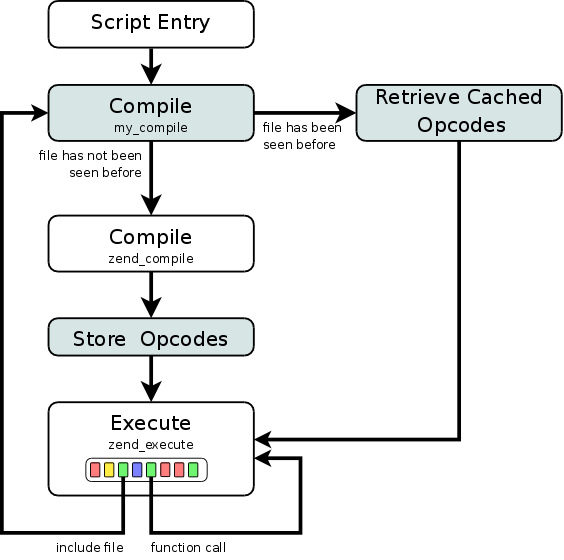 Script Entry
Compile
my_compile
Retrieve Cached
Opcodes
file has been
seen before
file has not been
seen before
Compile
zend_compile
Store Opcodes
Execute
zend_execute
include file
function call